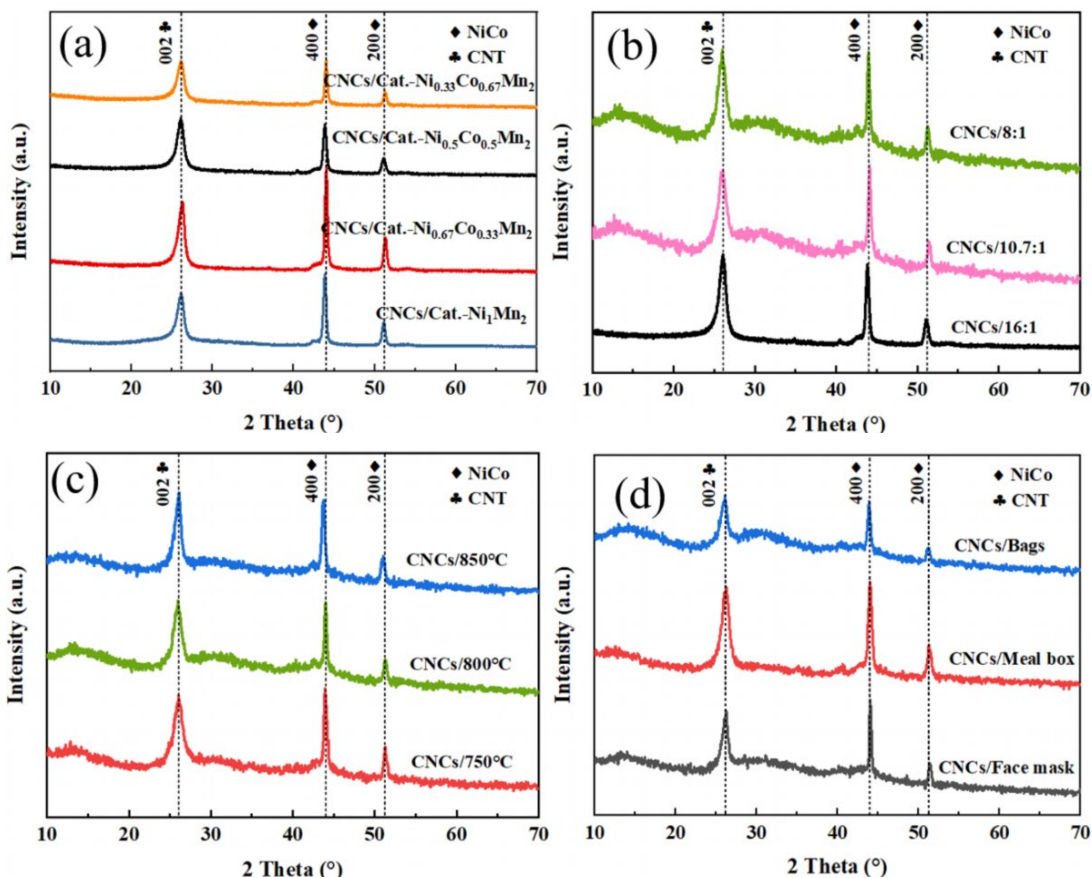 (a)
002 ♣
400 ♦
200 ♦
♦ NiCo
♣ CNT
CNCs/Cat.-Ni0.33Co0.67Mn2
CNCs/Cat.-Ni0.5Co0.5Mn2
CNCs/Cat.-Ni0.67Co0.33Mn2
CNCs/Cat.-Ni1Mn2
Intensity (a.u.)
10 20 30 40 50 60 70
2 Theta (°)
(b)
002 ♣
400 ♦
200 ♦
♦ NiCo
♣ CNT
CNCs/8:1
CNCs/10.7:1
CNCs/16:1
Intensity (a.u.)
10 20 30 40 50 60 70
2 Theta (°)
(c)
002 ♣
400 ♦
200 ♦
♦ NiCo
♣ CNT
CNCs/850°C
CNCs/800°C
CNCs/750°C
Intensity (a.u.)
10 20 30 40 50 60 70
2 Theta (°)
(d)
002 ♣
400 ♦
200 ♦
♦ NiCo
♣ CNT
CNCs/Bags
CNCs/Meal box
CNCs/Face mask
Intensity (a.u.)
10 20 30 40 50 60 70
2 Theta (°)